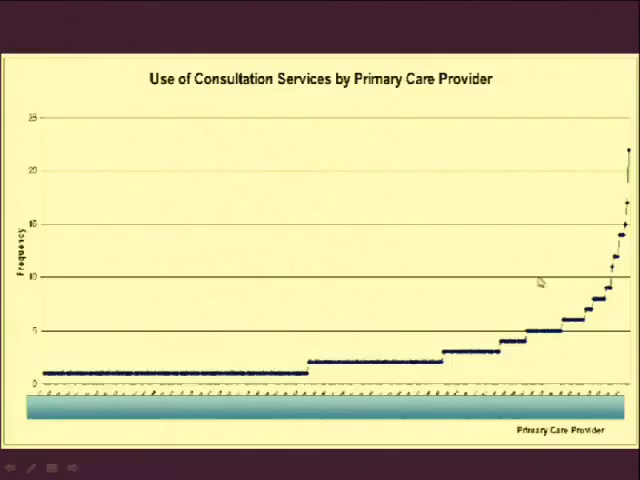 Use of Consultation Services by Primary Care Provider
25
20
15
10
5
0
Frequency
Primary Care Provider